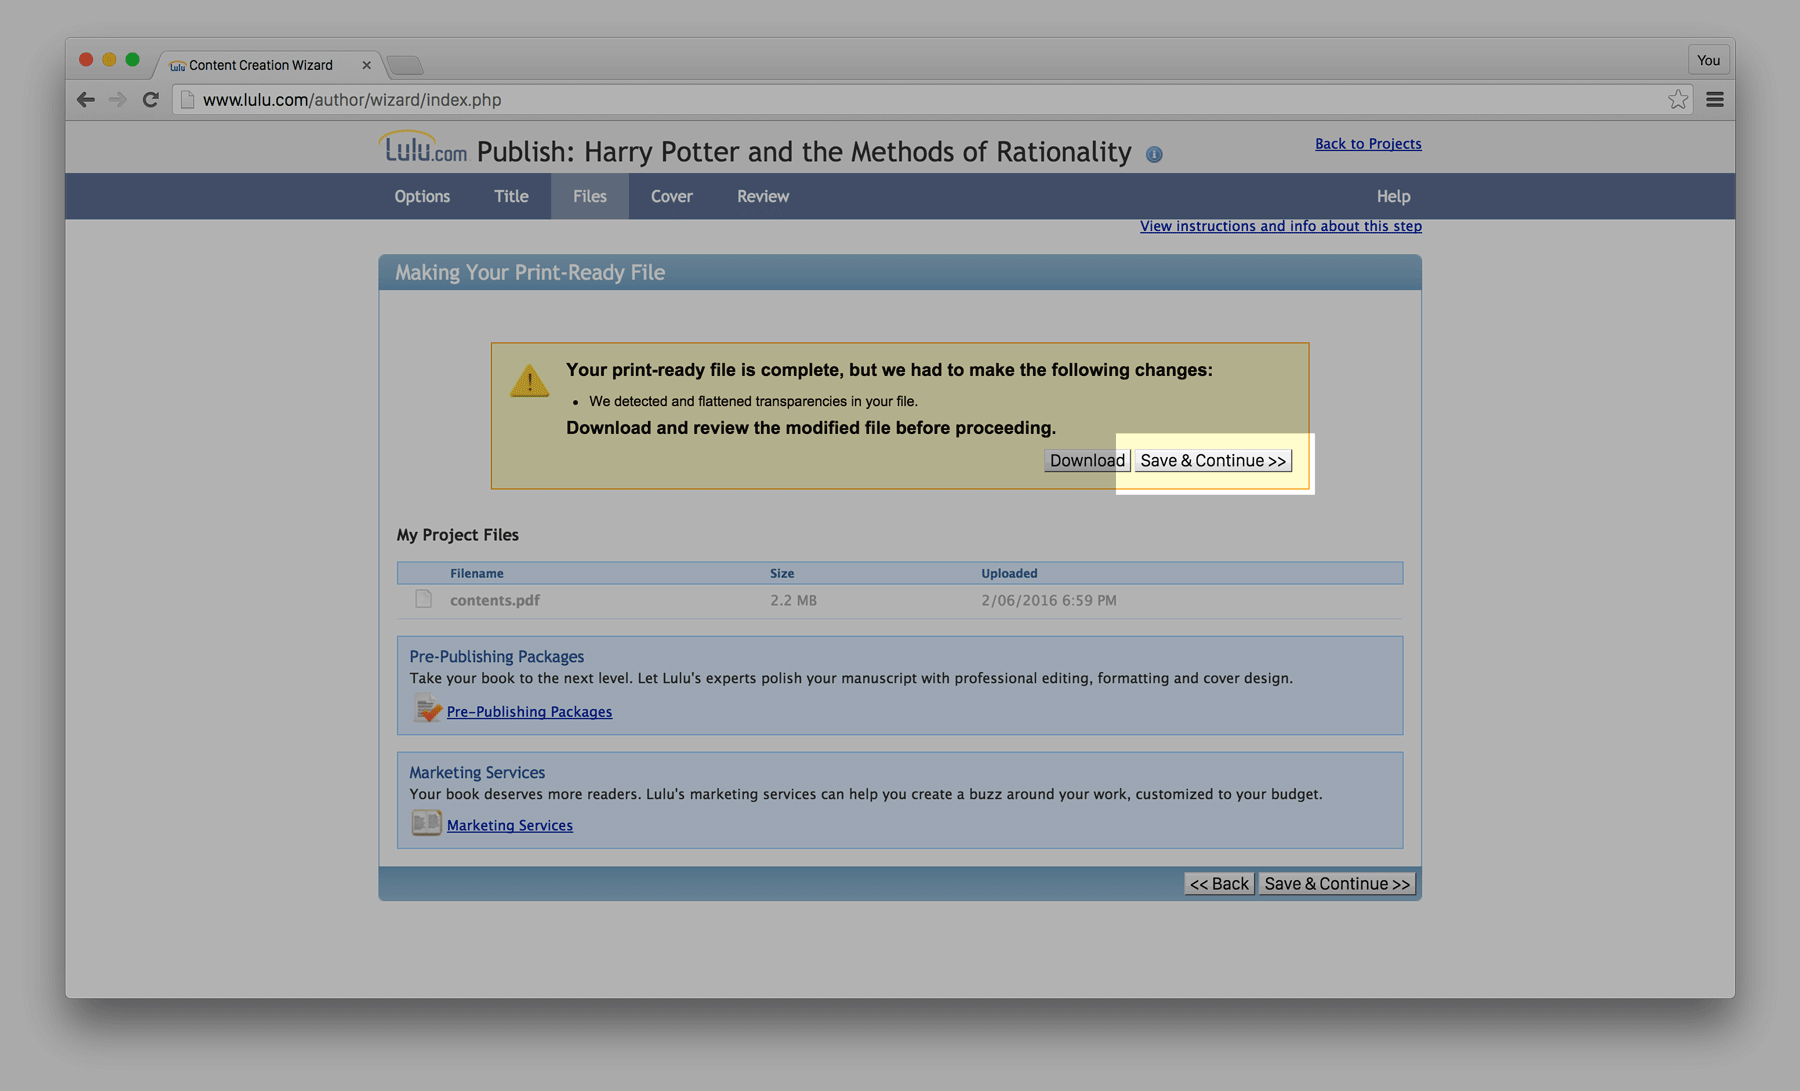 Content Creation Wizard
You
www.lulu.com/author/wizard/index.php
Lulu.com Publish: Harry Potter and the Methods of Rationality
Back to Projects
Options Title Files Cover Review Help
View instructions and info about this step
Making Your Print-Ready File
Your print-ready file is complete, but we had to make the following changes:
• We detected and flattened transparencies in your file.
Download and review the modified file before proceeding.
Download Save & Continue >>
My Project Files
Filename Size Uploaded
contents.pdf 2.2 MB 2/06/2016 6:59 PM
Pre-Publishing Packages
Take your book to the next level. Let Lulu's experts polish your manuscript with professional editing, formatting and cover design.
Pre-Publishing Packages
Marketing Services
Your book deserves more readers. Lulu's marketing services can help you create a buzz around your work, customized to your budget.
Marketing Services
<< Back Save & Continue >>